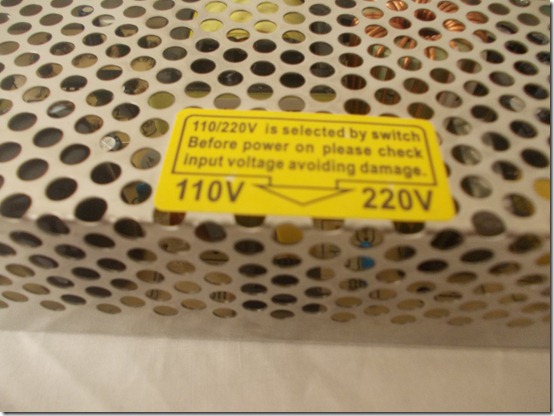 110/220V is selected by switch
Before power on please check
input voltage avoiding damage.
110V 220V